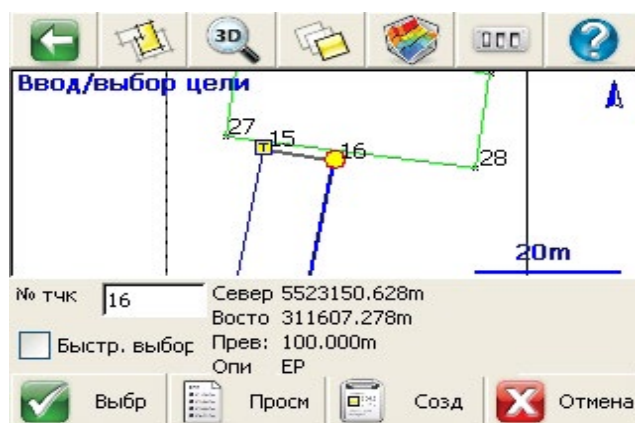 3D
Ввод/выбор цели
27
15
16
28
20m
№ тчк
16
Север 5523150.628m
Восто 311607.278m
Быстр. выбор
Прев: 100.000m
Опи EP
Выбр
Просм
Созд
Отмена